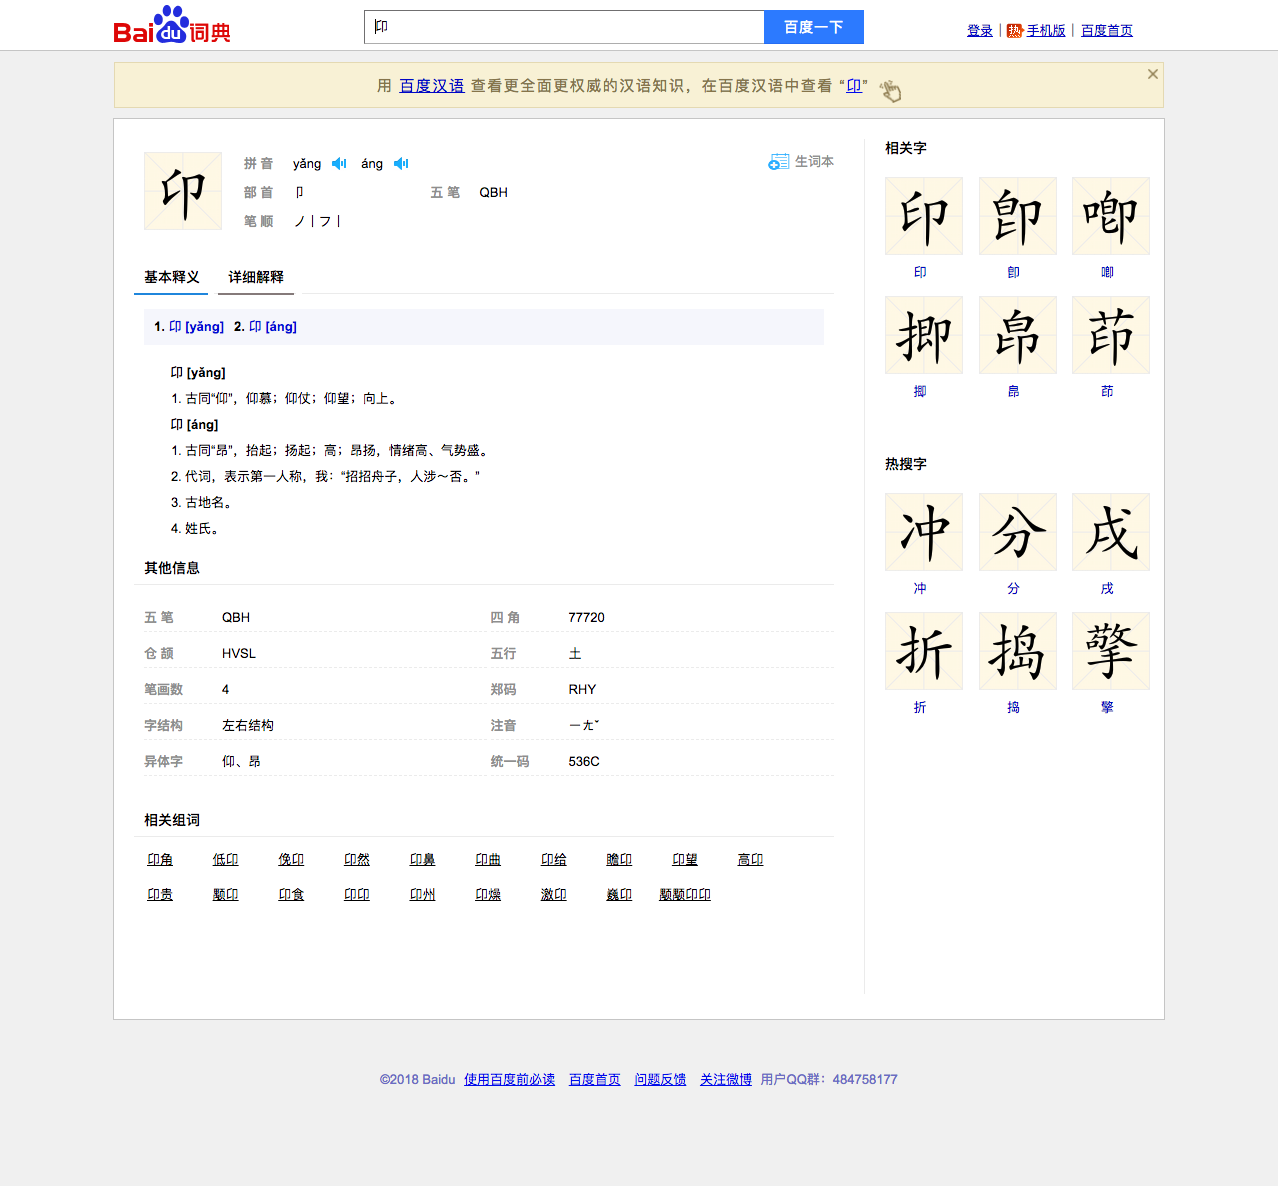 Bai du 词典
卬
百度一下
登录 | 热 手机版 | 百度首页
用 百度汉语 查看更全面更权威的汉语知识，在百度汉语中查看 “卬”
卬
拼 音 yǎng áng
生词本
部 首 卩 五 笔 QBH
笔 顺 ノ丨フ丨
基本释义 详细解释
1. 卬 [yǎng] 2. 卬 [áng]
卬 [yǎng]
1. 古同“仰”，仰慕；仰仗；仰望；向上。
卬 [áng]
1. 古同“昂”，抬起；扬起；高；昂扬，情绪高、气势盛。
2. 代词，表示第一人称，我：“招招舟子，人涉～否。”
3. 古地名。
4. 姓氏。
其他信息
五 笔 QBH 四 角 77720
仓 颉 HVSL 五行 土
笔画数 4 郑码 RHY
字结构 左右结构 注音 ㄧㄤˇ
异体字 仰、昂 统一码 536C
相关组词
卬角 低卬 俛卬 卬然 卬鼻 卬曲 卬给 瞻卬 卬望 高卬
卬贵 颙卬 卬食 卬卬 卬州 卬燥 激卬 巍卬 颙颙卬卬
相关字
印 卽 喞
印 卽 喞
揤 帠 茚
揤 帠 茚
热搜字
冲 分 戌
冲 分 戌
折 捣 擎
折 捣 擎
©2018 Baidu 使用百度前必读 百度首页 问题反馈 关注微博 用户QQ群：484758177